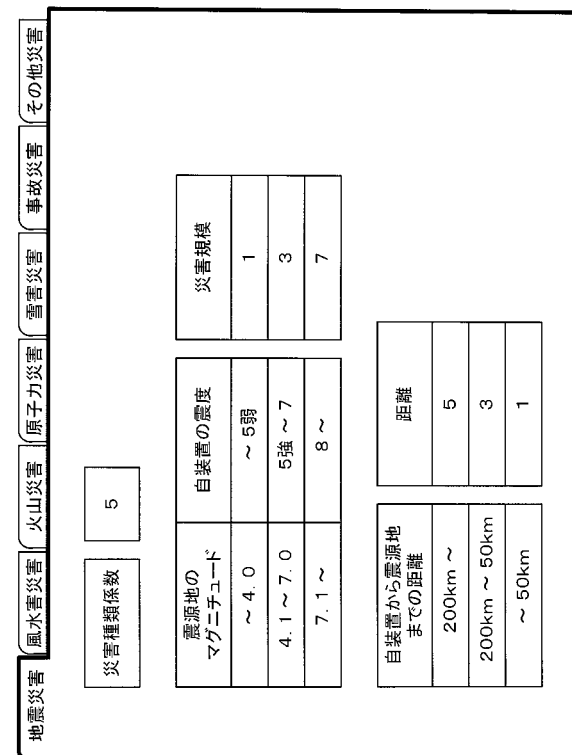 地震災害
風水害災害
火山災害
原子力災害
雪害災害
事故災害
その他災害
災害種類係数
5
震源地の
マグニチュード
自装置の震度
災害規模
～4.0
～5弱
1
4.1～7.0
5強～7
3
7.1～
8～
7
自装置から震源地
までの距離
距離
200km～
5
200km～50km
3
～50km
1